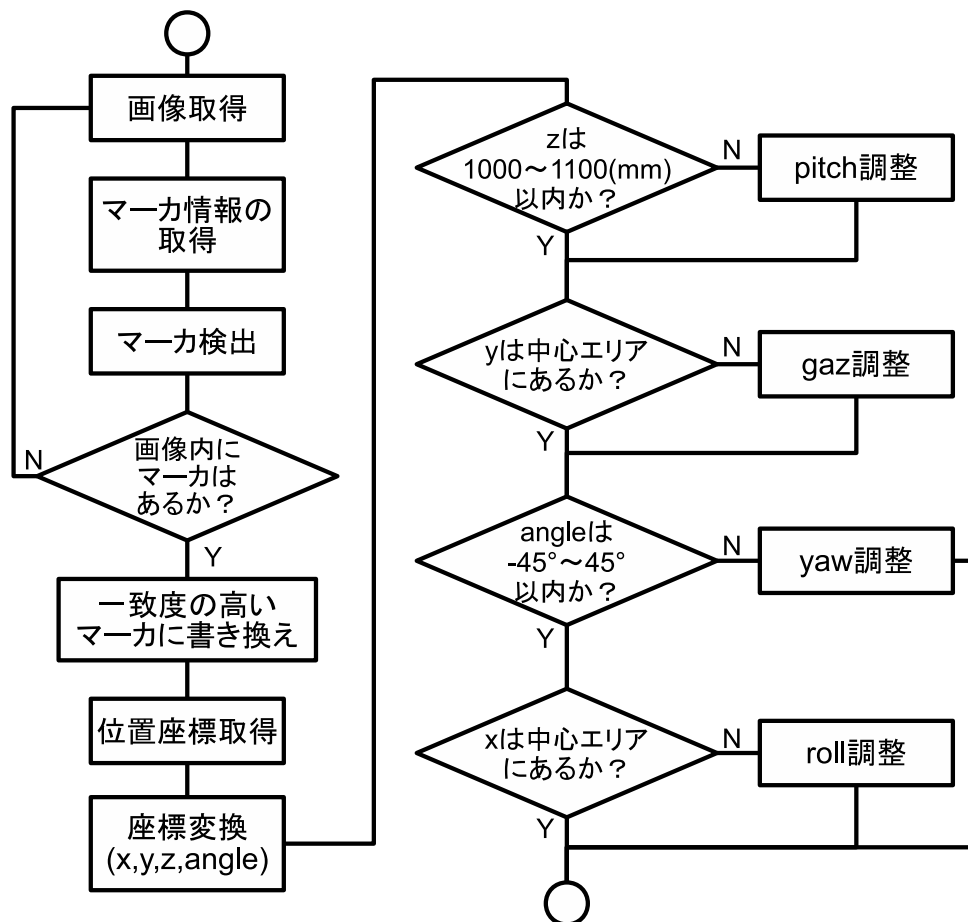 画像取得
マーカ情報の
取得
マーカ検出
画像内に
マーカは
あるか？
N
Y
一致度の高い
マーカに書き換え
位置座標取得
座標変換
(x,y,z,angle)
zは
1000～1100(mm)
以内か？
N
pitch調整
Y
yは中心エリア
にあるか？
N
gaz調整
Y
angleは
-45°～45°
以内か？
N
yaw調整
Y
xは中心エリア
にあるか？
N
roll調整
Y